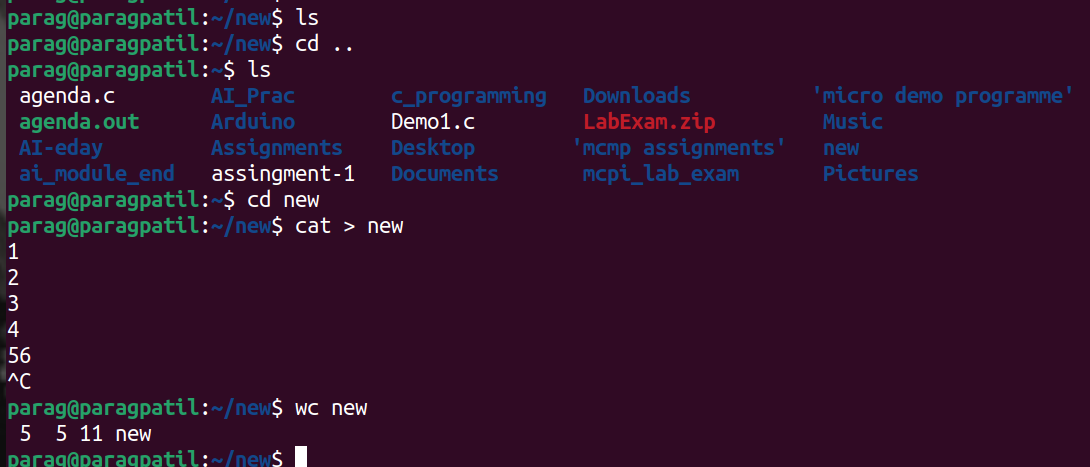 parag@paragpatil:~/new$ ls
parag@paragpatil:~/new$ cd ..
parag@paragpatil:~$ ls
 agenda.c        AI_Prac        c_programming   Downloads          'micro demo programme'
 agenda.out      Arduino        Demo1.c         LabExam.zip         Music
 AI-eday         Assignments    Desktop        'mcmp assignments'   new
 ai_module_end   assingment-1   Documents       mcpi_lab_exam       Pictures
parag@paragpatil:~$ cd new
parag@paragpatil:~/new$ cat > new
1
2
3
4
56
^C
parag@paragpatil:~/new$ wc new
 5  5 11 new
parag@paragpatil:~/new$